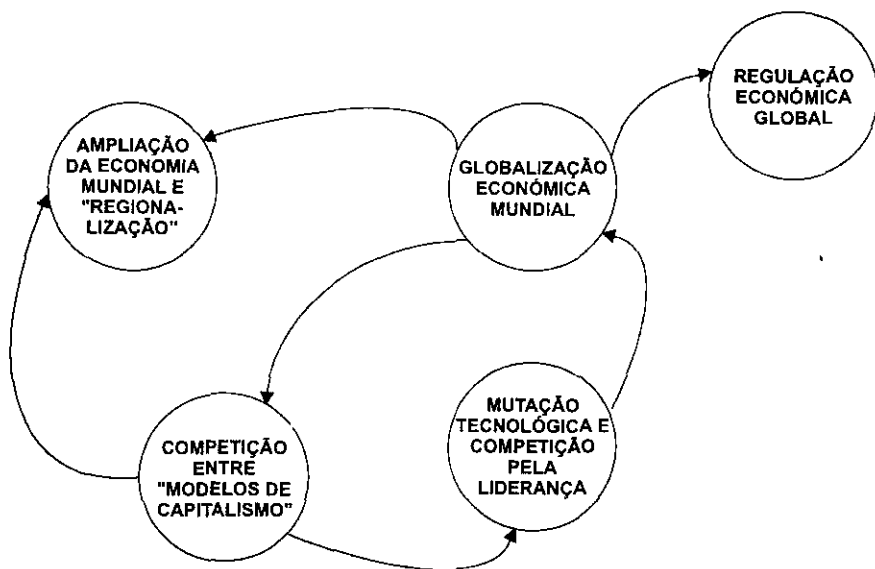 REGULAÇÃO
ECONÓMICA
GLOBAL
AMPLIAÇÃO
DA ECONOMIA
MUNDIAL E
"REGIONA-
LIZAÇÃO"
GLOBALIZAÇÃO
ECONÓMICA
MUNDIAL
MUTAÇÃO
TECNOLÓGICA E
COMPETIÇÃO
PELA
LIDERANÇA
COMPETIÇÃO
ENTRE
"MODELOS DE
CAPITALISMO"